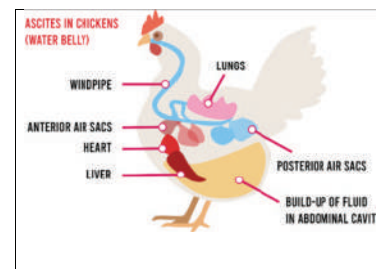 ASCITES IN CHICKENS
(WATER BELLY)
LUNGS
WINDPIPE
ANTERIOR AIR SACS
HEART
LIVER
POSTERIOR AIR SACS
BUILD-UP OF FLUID
IN ABDOMINAL CAVIT